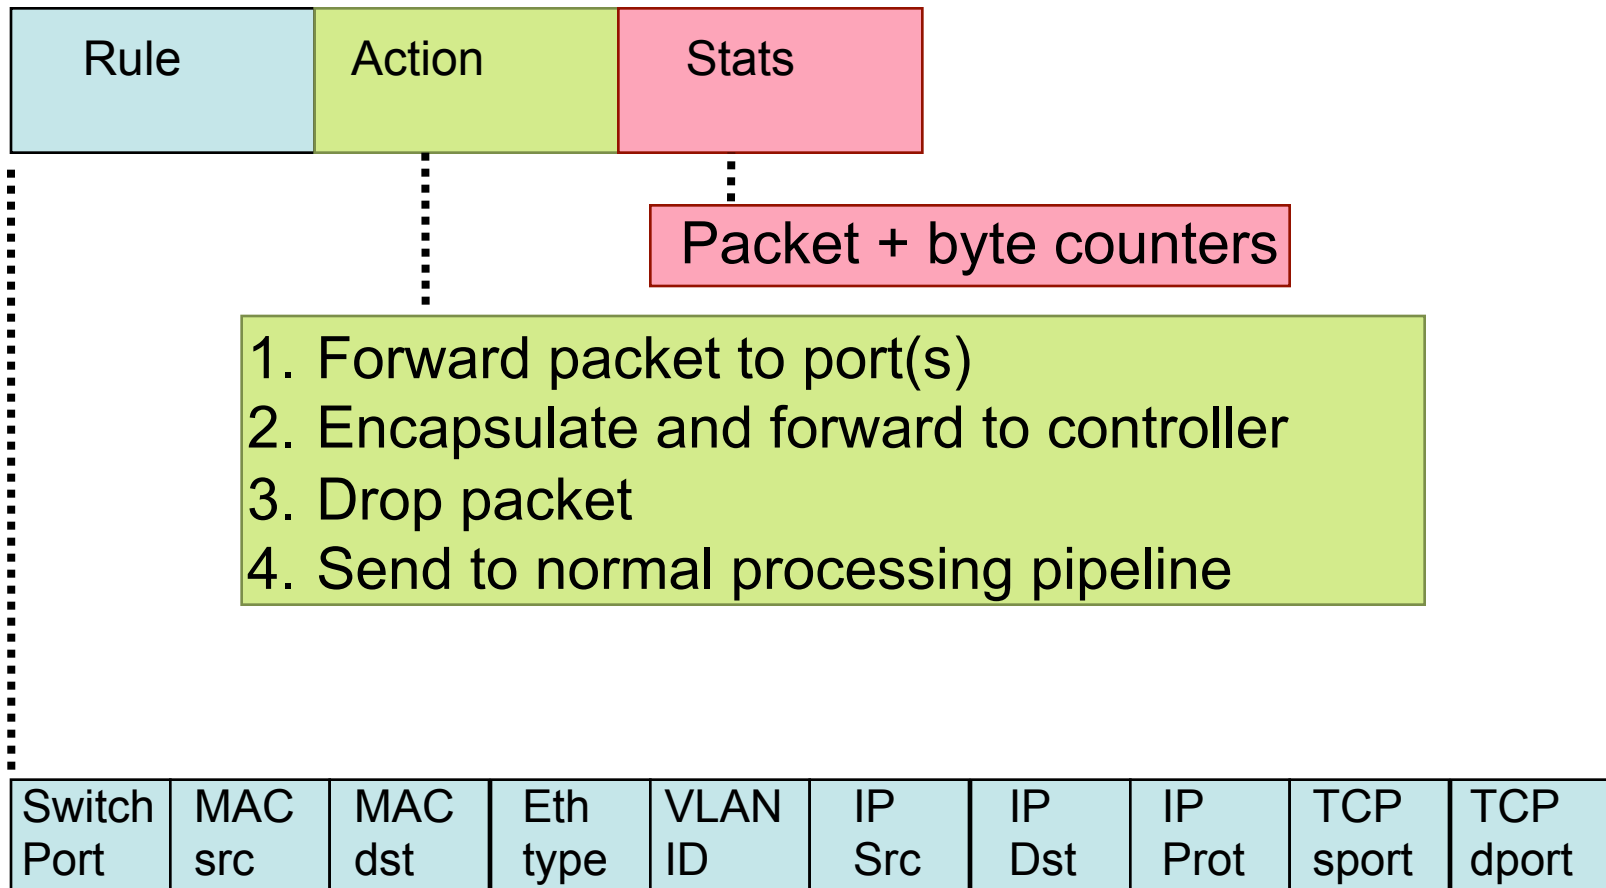 Rule Action Stats
Packet + byte counters
1. Forward packet to port(s)
2. Encapsulate and forward to controller
3. Drop packet
4. Send to normal processing pipeline
Switch Port
MAC src
MAC dst
Eth type
VLAN ID
IP Src
IP Dst
IP Prot
TCP sport
TCP dport